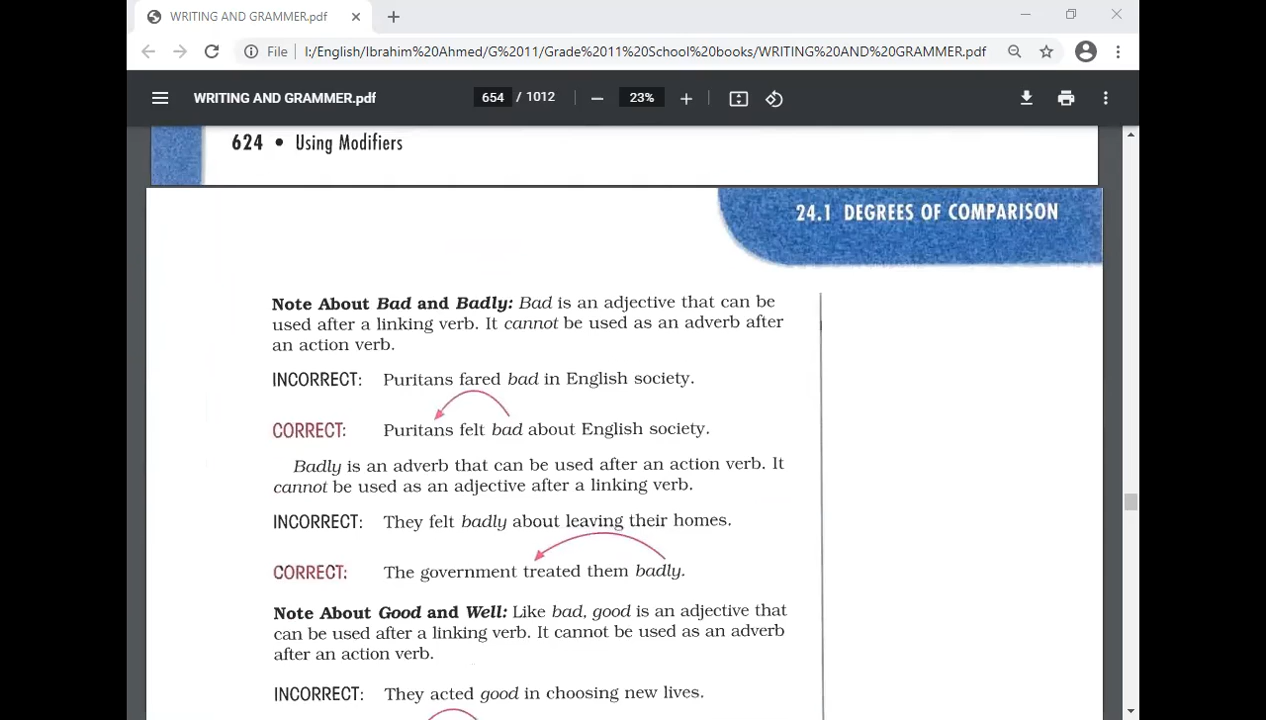 WRITING AND GRAMMER.pdf
File
I:/English/Ibrahim%20Ahmed/G%2011/Grade%2011%20School%20books/WRITING%20AND%20GRAMMER.pdf
WRITING AND GRAMMER.pdf
654 / 1012
23%
624 • Using Modifiers
24.1 DEGREES OF COMPARISON
Note About Bad and Badly: Bad is an adjective that can be
used after a linking verb. It cannot be used as an adverb after
an action verb.
INCORRECT: Puritans fared bad in English society.
CORRECT: Puritans felt bad about English society.
Badly is an adverb that can be used after an action verb. It
cannot be used as an adjective after a linking verb.
INCORRECT: They felt badly about leaving their homes.
CORRECT: The government treated them badly.
Note About Good and Well: Like bad, good is an adjective that
can be used after a linking verb. It cannot be used as an adverb
after an action verb.
INCORRECT: They acted good in choosing new lives.